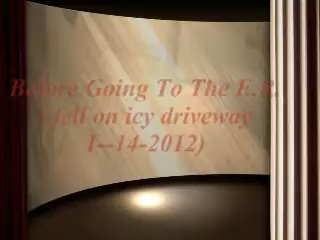 Before Going To The E.R.
(fell on icy driveway
1--14-2012)